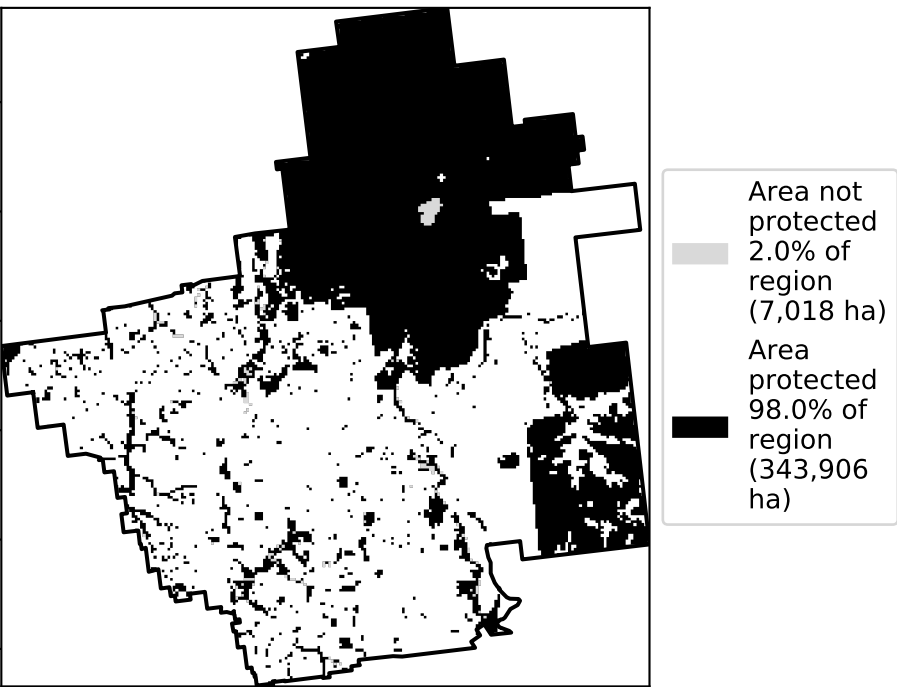 Area not
protected
2.0% of
region
(7,018 ha)
Area
protected
98.0% of
region
(343,906
ha)